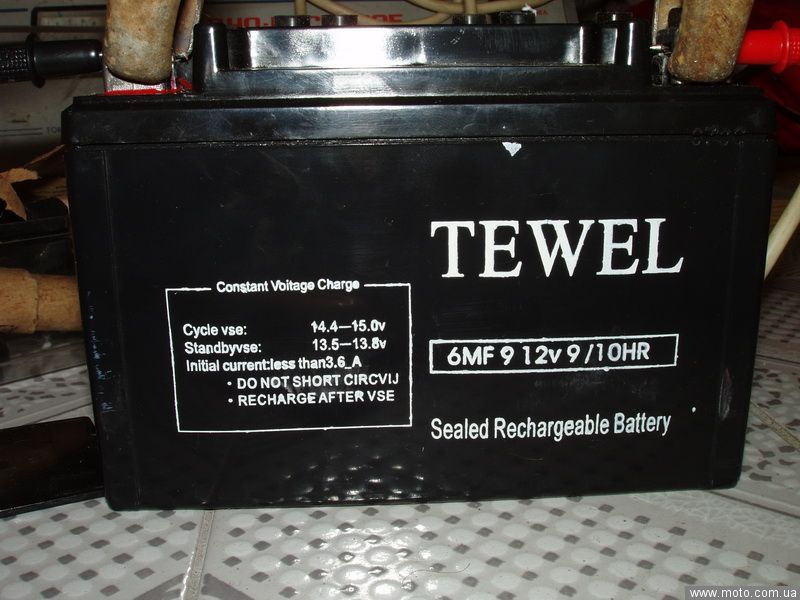 TEWEL
Constant Voltage Charge
Cycle vse: 14.4—15.0v
Standbyvse: 13.5—13.8v
Initial current:less than3.6_A
• DO NOT SHORT CIRCVIJ
• RECHARGE AFTER VSE
6MF 9 12v 9/10HR
Sealed Rechargeable Battery
www.moto.com.ua